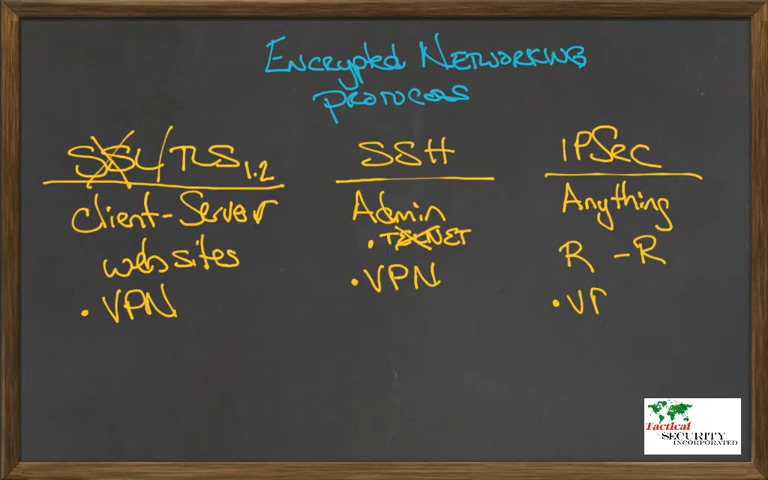 Encrypted Networking
Protocols
SSL/TLS 1.2
Client-Server
websites
• VPN
SSH
Admin
• TELNET
• VPN
IPSec
Anything
R - R
• VP
Tactical
SECURITY
INCORPORATED